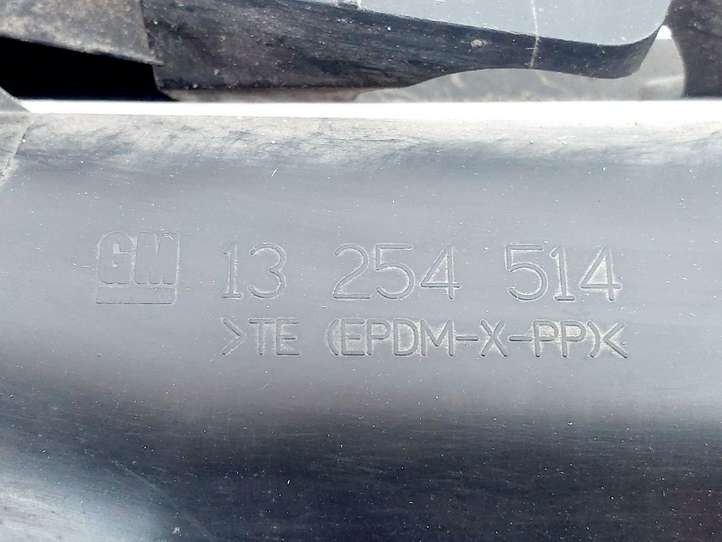 GM 13 254 514
>TE (EPDM-X-PP)<